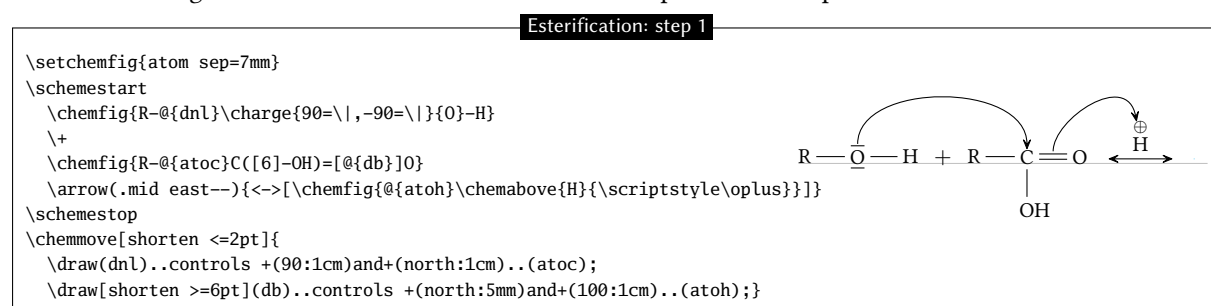 Esterification: step 1
\setchemfig{atom sep=7mm}
\schemestart
\chemfig{R-@{dnl}\charge{90=\|,-90=\|}{O}-H}
\+
\chemfig{R-@{atoc}C([6]-OH)=[@{db}]O}
\arrow(.mid east--){<->[\chemfig{@{atoh}\chemabove{H}{\scriptstyle\oplus}}]}
\schemestop
\chemmove[shorten <=2pt]{
\draw(dnl)..controls +(90:1cm)and+(north:1cm)..(atoc);
\draw[shorten >=6pt](db)..controls +(north:5mm)and+(100:1cm)..(atoh);}
⊕
H
R — O — H + R — C = O
OH